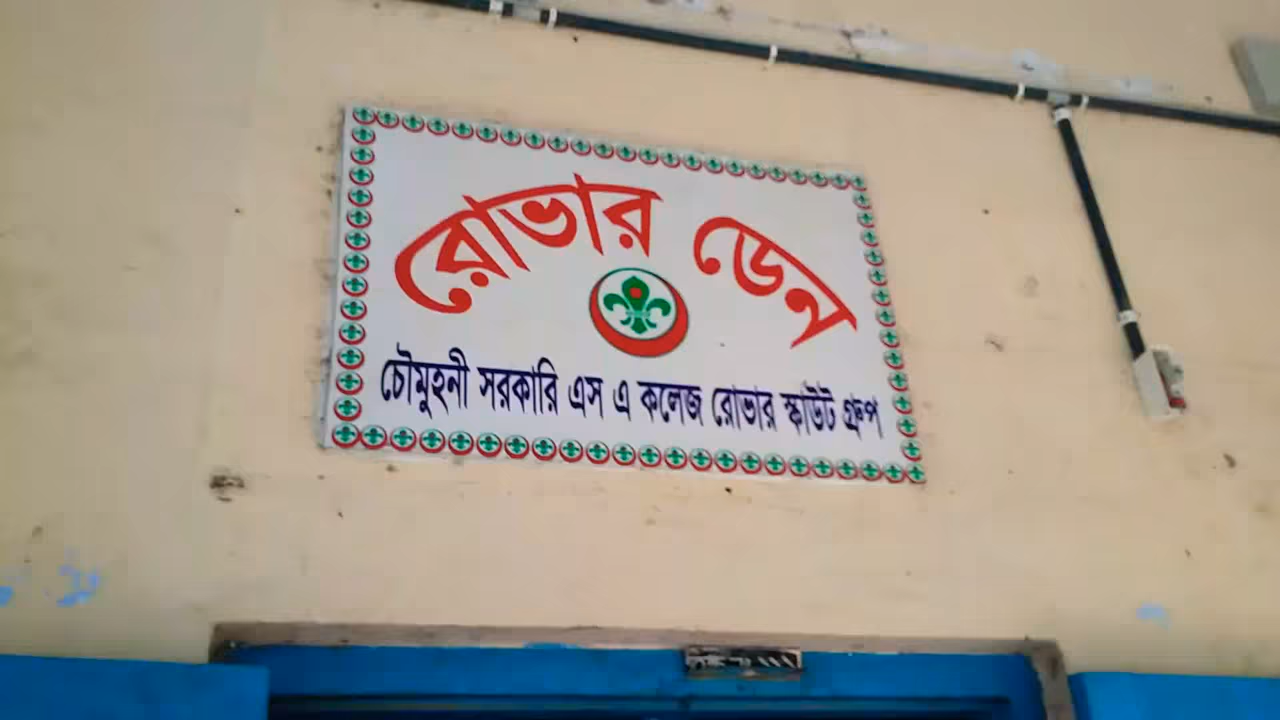 রোভার ডেন
চৌমুহনী সরকারি এস এ কলেজ রোভার স্কাউট গ্রুপ